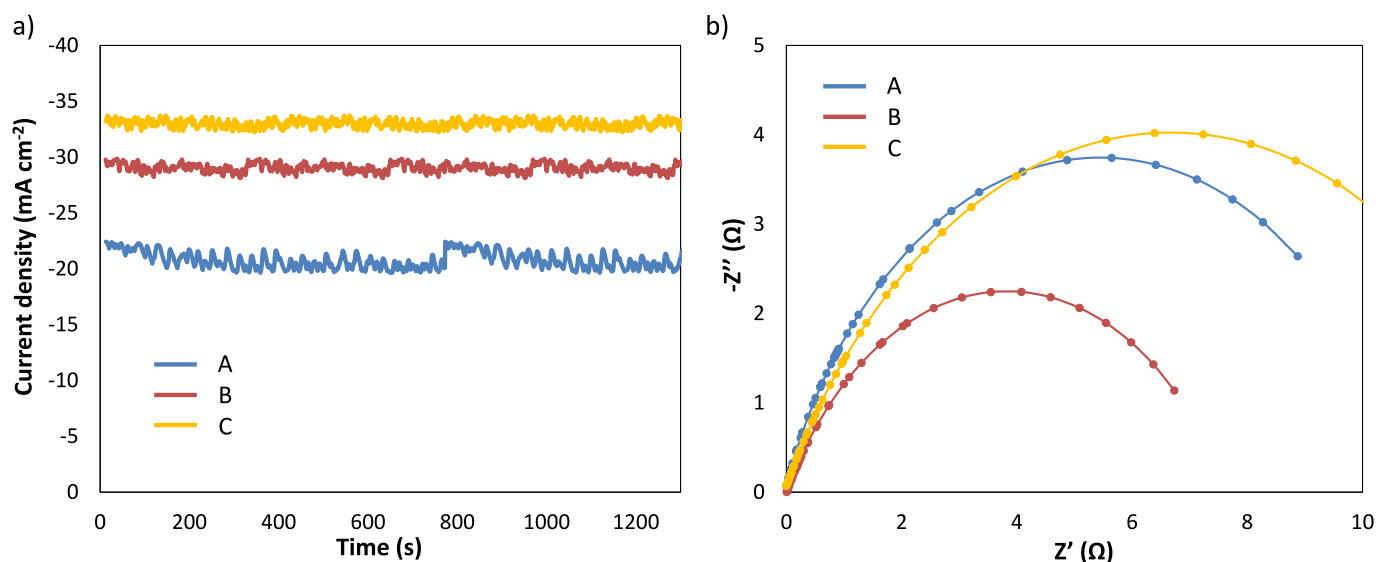 a)
-40
-35
-30
-25
-20
-15
-10
-5
0
Current density (mA cm⁻²)
A
B
C
0 200 400 600 800 1000 1200
Time (s)
b)
5
4
3
2
1
0
-Z’’ (Ω)
A
B
C
0 2 4 6 8 10
Z’ (Ω)